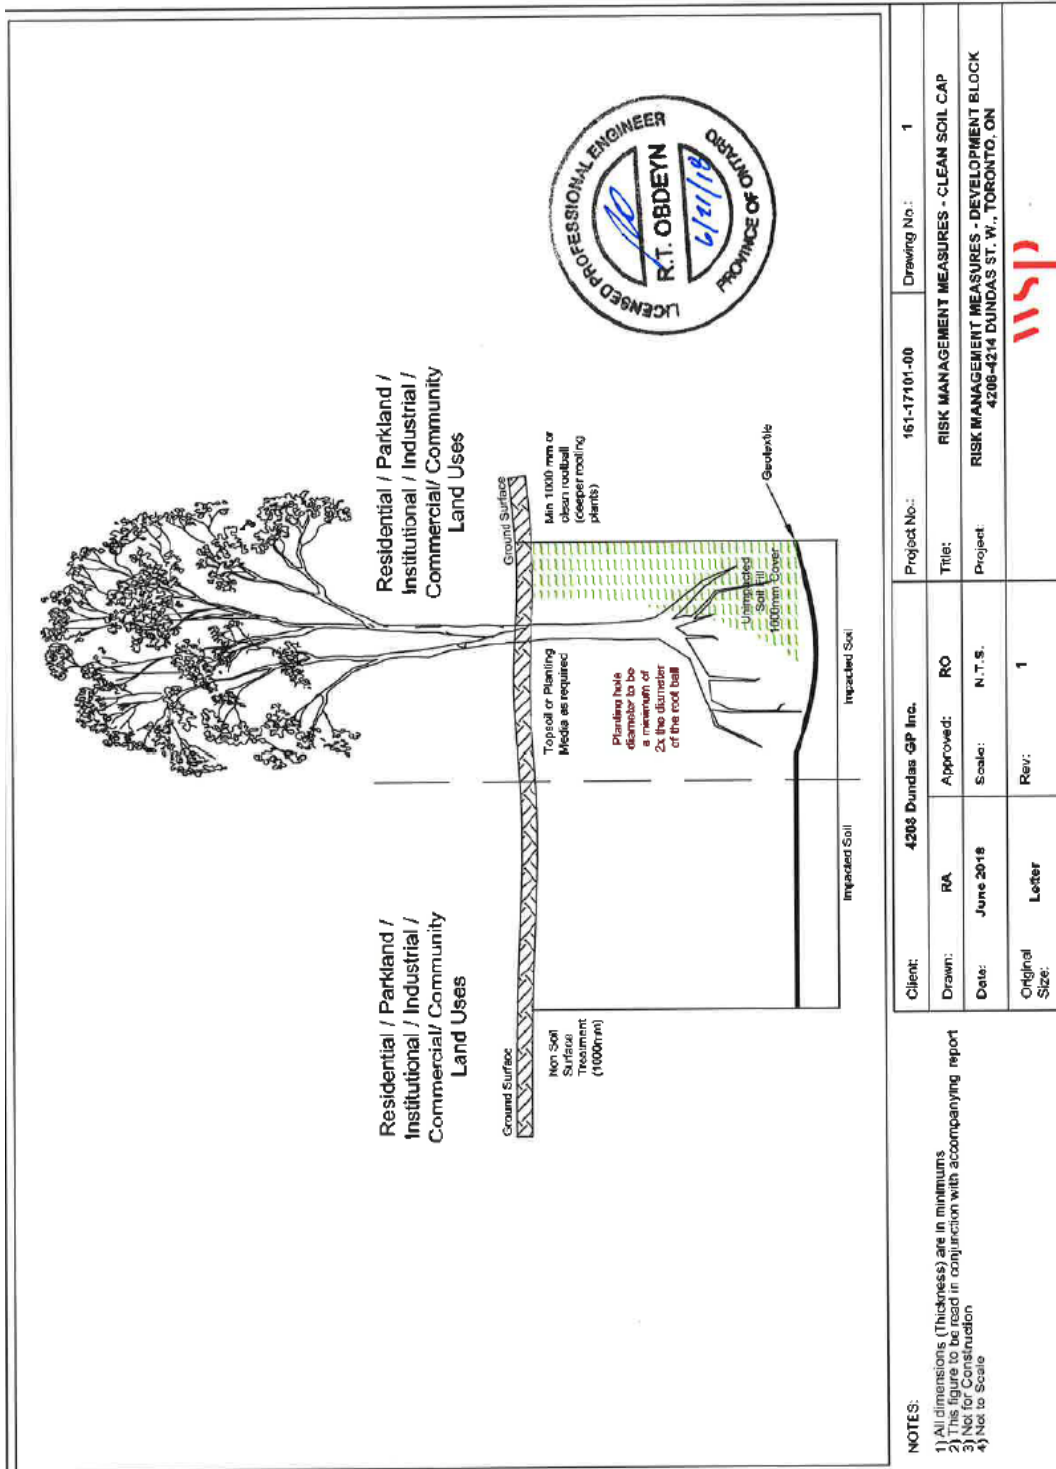 Residential / Parkland /
Institutional / Industrial /
Commercial/ Community
Land Uses
Residential / Parkland /
Institutional / Industrial /
Commercial/ Community
Land Uses
Ground Surface
Ground Surface
Non Soil
Surface
Treatment
(1000mm)
Topsoil or Planting
Media as required
Min 1000 mm or
clean rootball
(deeper rooting
plants)
Planting hole
diameter to be
a minimum of
2x the diameter
of the root ball
Unimpacted
Soil Fill
1000mm Cover
Geotextile
Impacted Soil
Impacted Soil
LICENSED PROFESSIONAL ENGINEER
R.T. OBDEYN
6/21/18
PROVINCE OF ONTARIO
NOTES:
1) All dimensions (Thickness) are in minimums
2) This figure to be read in conjunction with accompanying report
3) Not for Construction
4) Not to Scale
Client: 4208 Dundas GP Inc.
Project No.: 161-17101-00
Drawing No.: 1
Drawn: RA
Approved: RO
Title: RISK MANAGEMENT MEASURES - CLEAN SOIL CAP
Date: June 2018
Scale: N.T.S.
Project: RISK MANAGEMENT MEASURES - DEVELOPMENT BLOCK
4208-4214 DUNDAS ST. W., TORONTO, ON
Original
Size: Letter
Rev: 1
wsp